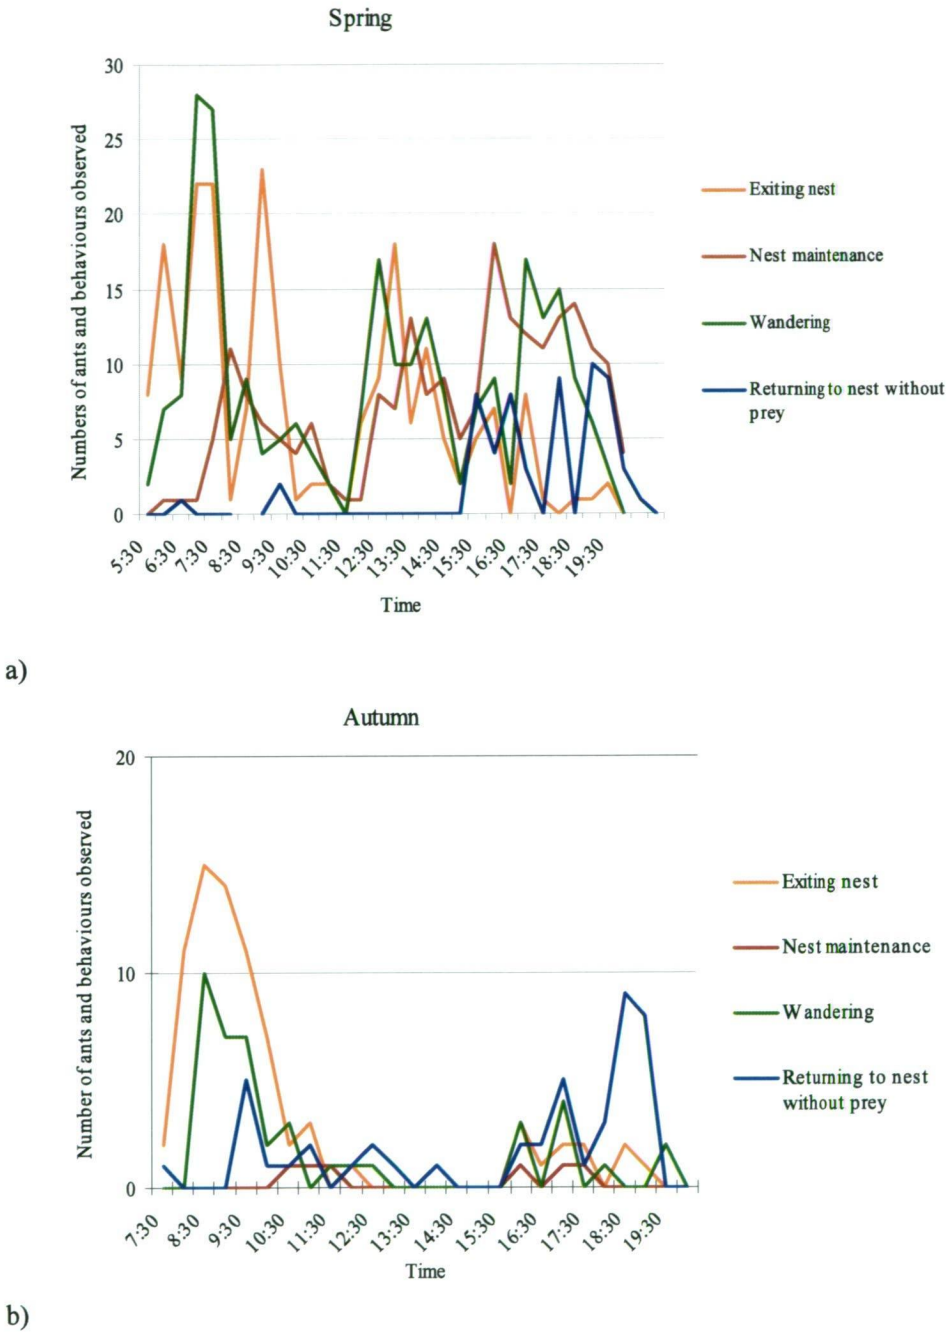 Spring
30
25
20
15
10
5
0
Numbers of ants and behaviours observed
5:30
6:30
7:30
8:30
9:30
10:30
11:30
12:30
13:30
14:30
15:30
16:30
17:30
18:30
19:30
Time
Exiting nest
Nest maintenance
Wandering
Returning to nest without
prey
a)
Autumn
20
10
0
Number of ants and behaviours observed
7:30
8:30
9:30
10:30
11:30
12:30
13:30
14:30
15:30
16:30
17:30
18:30
19:30
Time
Exiting nest
Nest maintenance
Wandering
Returning to nest
without prey
b)